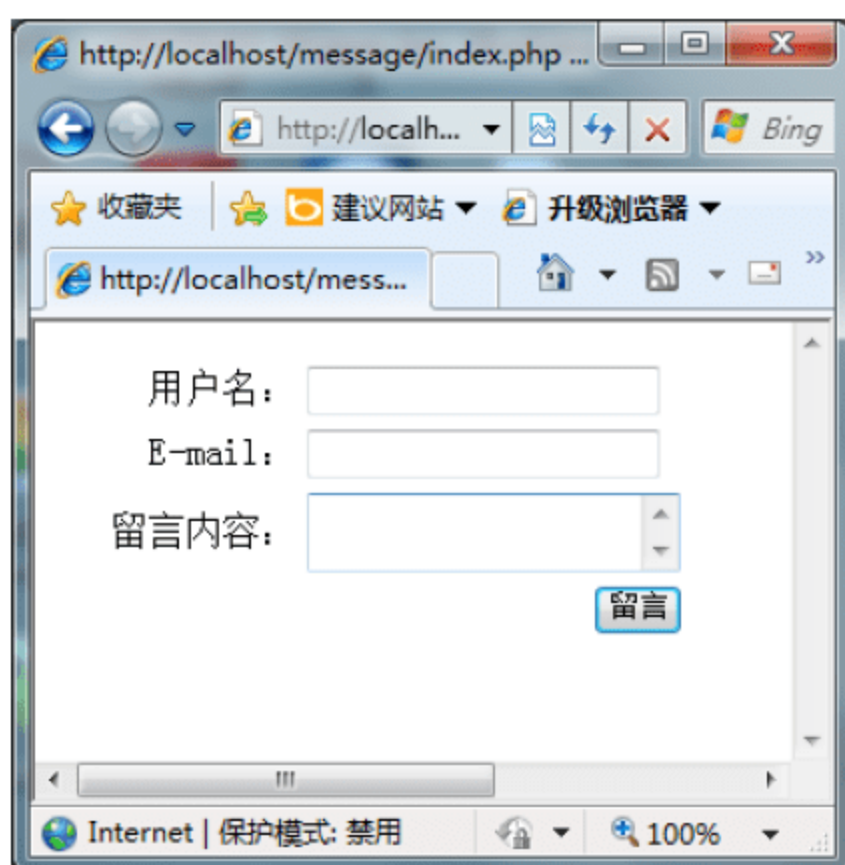 http://localhost/message/index.php ...
http://localh... Bing
收藏夹 建议网站 升级浏览器
http://localhost/mess... »
用户名：
E-mail：
留言内容：
留言
Internet | 保护模式: 禁用 100%